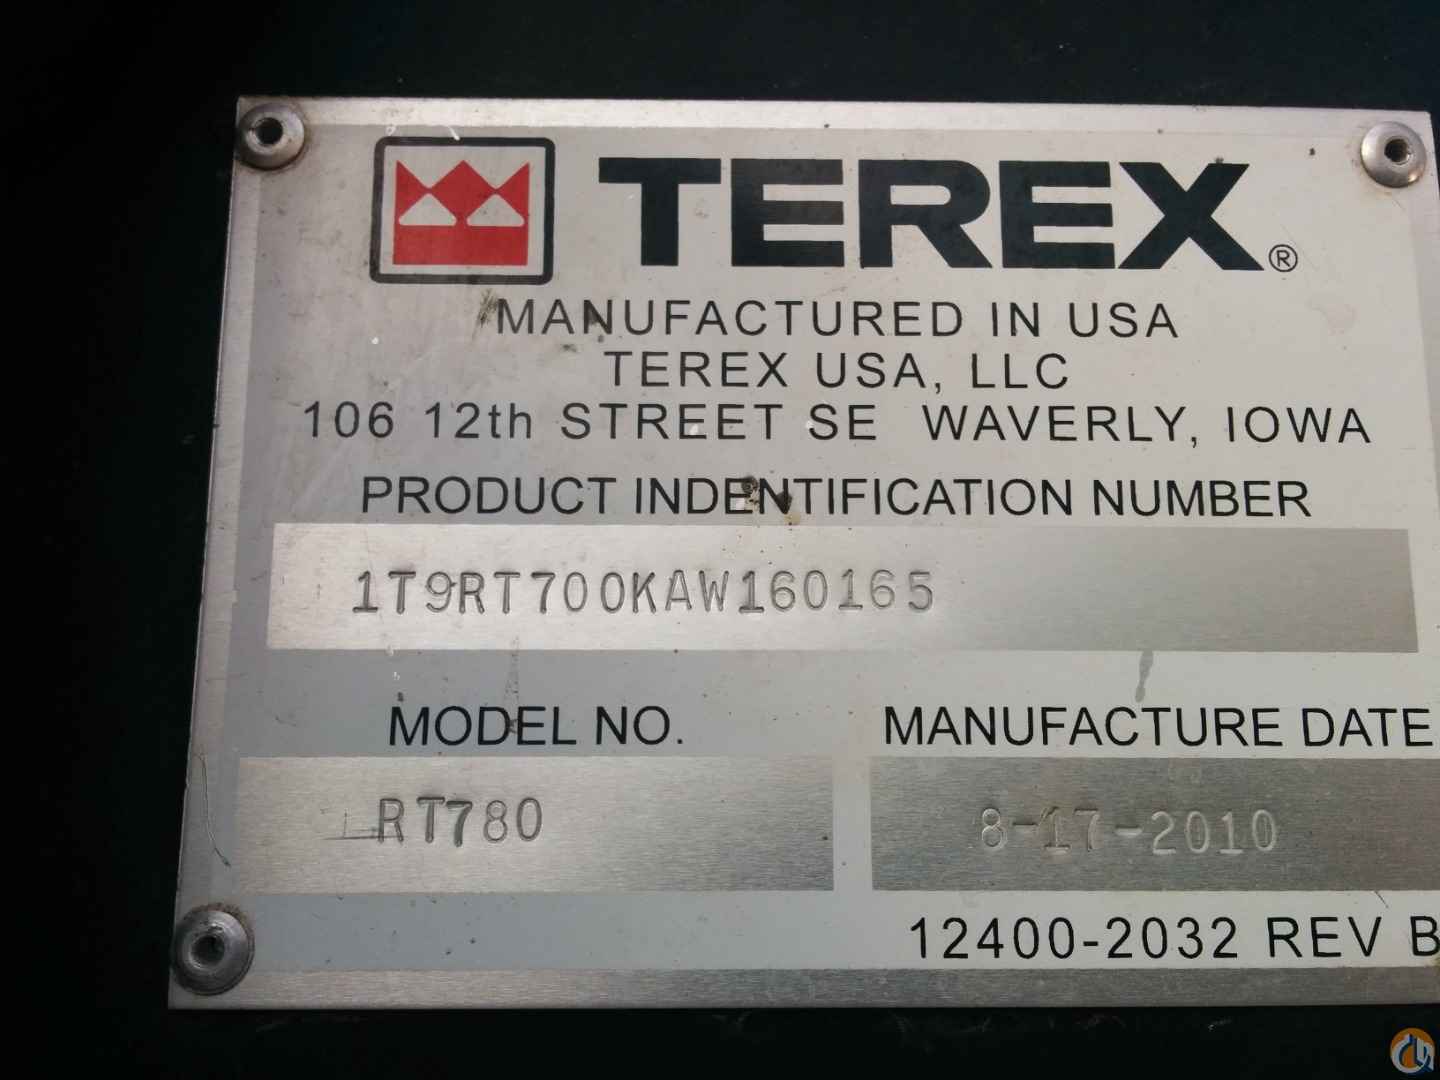 TEREX®
MANUFACTURED IN USA
TEREX USA, LLC
106 12th STREET SE WAVERLY, IOWA
PRODUCT INDENTIFICATION NUMBER
1T9RT700KAW160165
MODEL NO. MANUFACTURE DATE
RT780 8-17-2010
12400-2032 REV B